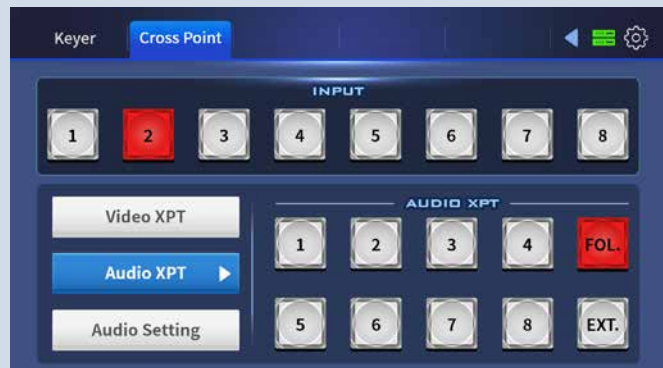 Keyer Cross Point
INPUT
1 2 3 4 5 6 7 8
Video XPT
Audio XPT
Audio Setting
AUDIO XPT
1 2 3 4 FOL.
5 6 7 8 EXT.